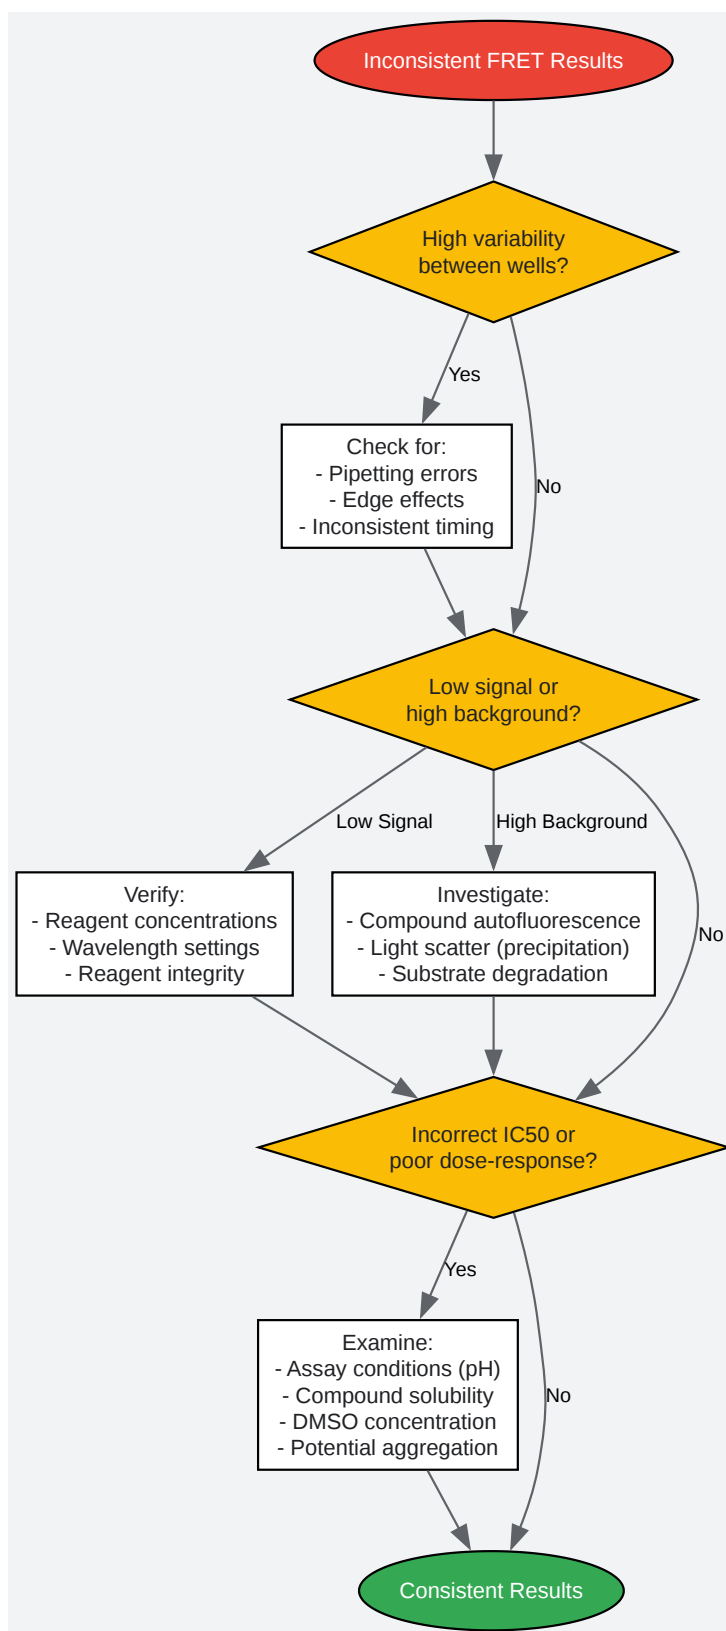 Inconsistent FRET Results
High variability
between wells?
Yes
No
Check for:
- Pipetting errors
- Edge effects
- Inconsistent timing
Low signal or
high background?
Low Signal
High Background
No
Verify:
- Reagent concentrations
- Wavelength settings
- Reagent integrity
Investigate:
- Compound autofluorescence
- Light scatter (precipitation)
- Substrate degradation
Incorrect IC50 or
poor dose-response?
Yes
No
Examine:
- Assay conditions (pH)
- Compound solubility
- DMSO concentration
- Potential aggregation
Consistent Results